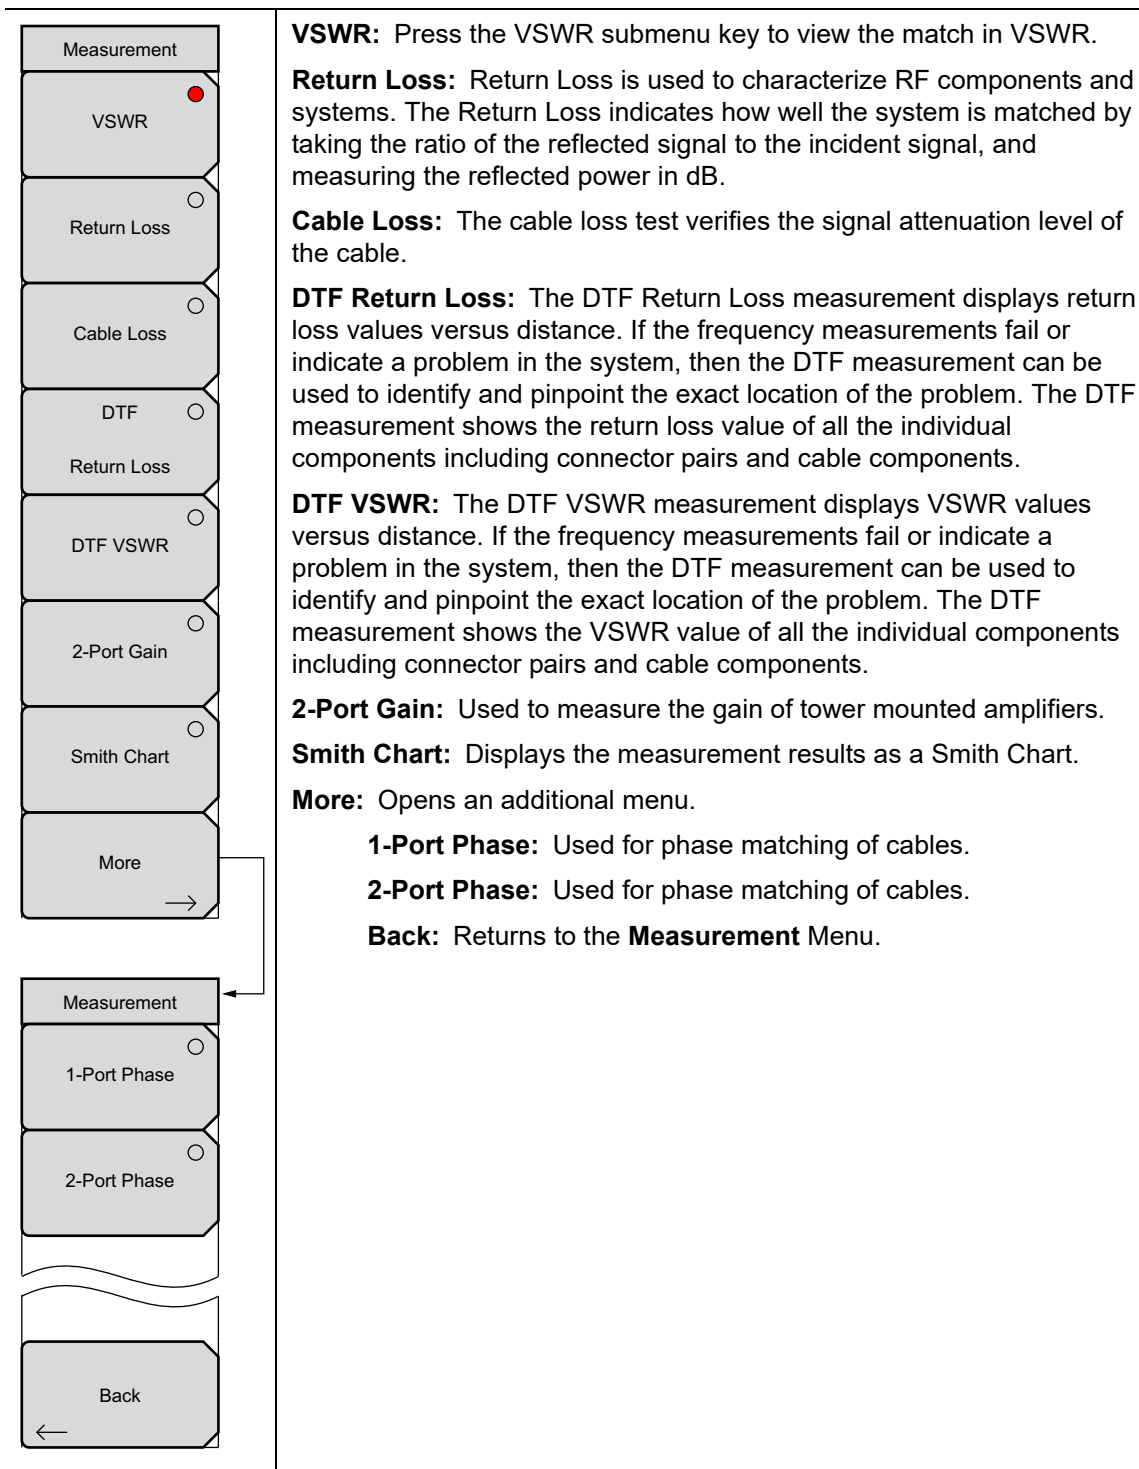 Measurement
VSWR
Return Loss
Cable Loss
DTF
Return Loss
DTF VSWR
2-Port Gain
Smith Chart
More
Measurement
1-Port Phase
2-Port Phase
Back
VSWR: Press the VSWR submenu key to view the match in VSWR.
Return Loss: Return Loss is used to characterize RF components and
systems. The Return Loss indicates how well the system is matched by
taking the ratio of the reflected signal to the incident signal, and
measuring the reflected power in dB.
Cable Loss: The cable loss test verifies the signal attenuation level of
the cable.
DTF Return Loss: The DTF Return Loss measurement displays return
loss values versus distance. If the frequency measurements fail or
indicate a problem in the system, then the DTF measurement can be
used to identify and pinpoint the exact location of the problem. The DTF
measurement shows the return loss value of all the individual
components including connector pairs and cable components.
DTF VSWR: The DTF VSWR measurement displays VSWR values
versus distance. If the frequency measurements fail or indicate a
problem in the system, then the DTF measurement can be used to
identify and pinpoint the exact location of the problem. The DTF
measurement shows the VSWR value of all the individual components
including connector pairs and cable components.
2-Port Gain: Used to measure the gain of tower mounted amplifiers.
Smith Chart: Displays the measurement results as a Smith Chart.
More: Opens an additional menu.
1-Port Phase: Used for phase matching of cables.
2-Port Phase: Used for phase matching of cables.
Back: Returns to the Measurement Menu.